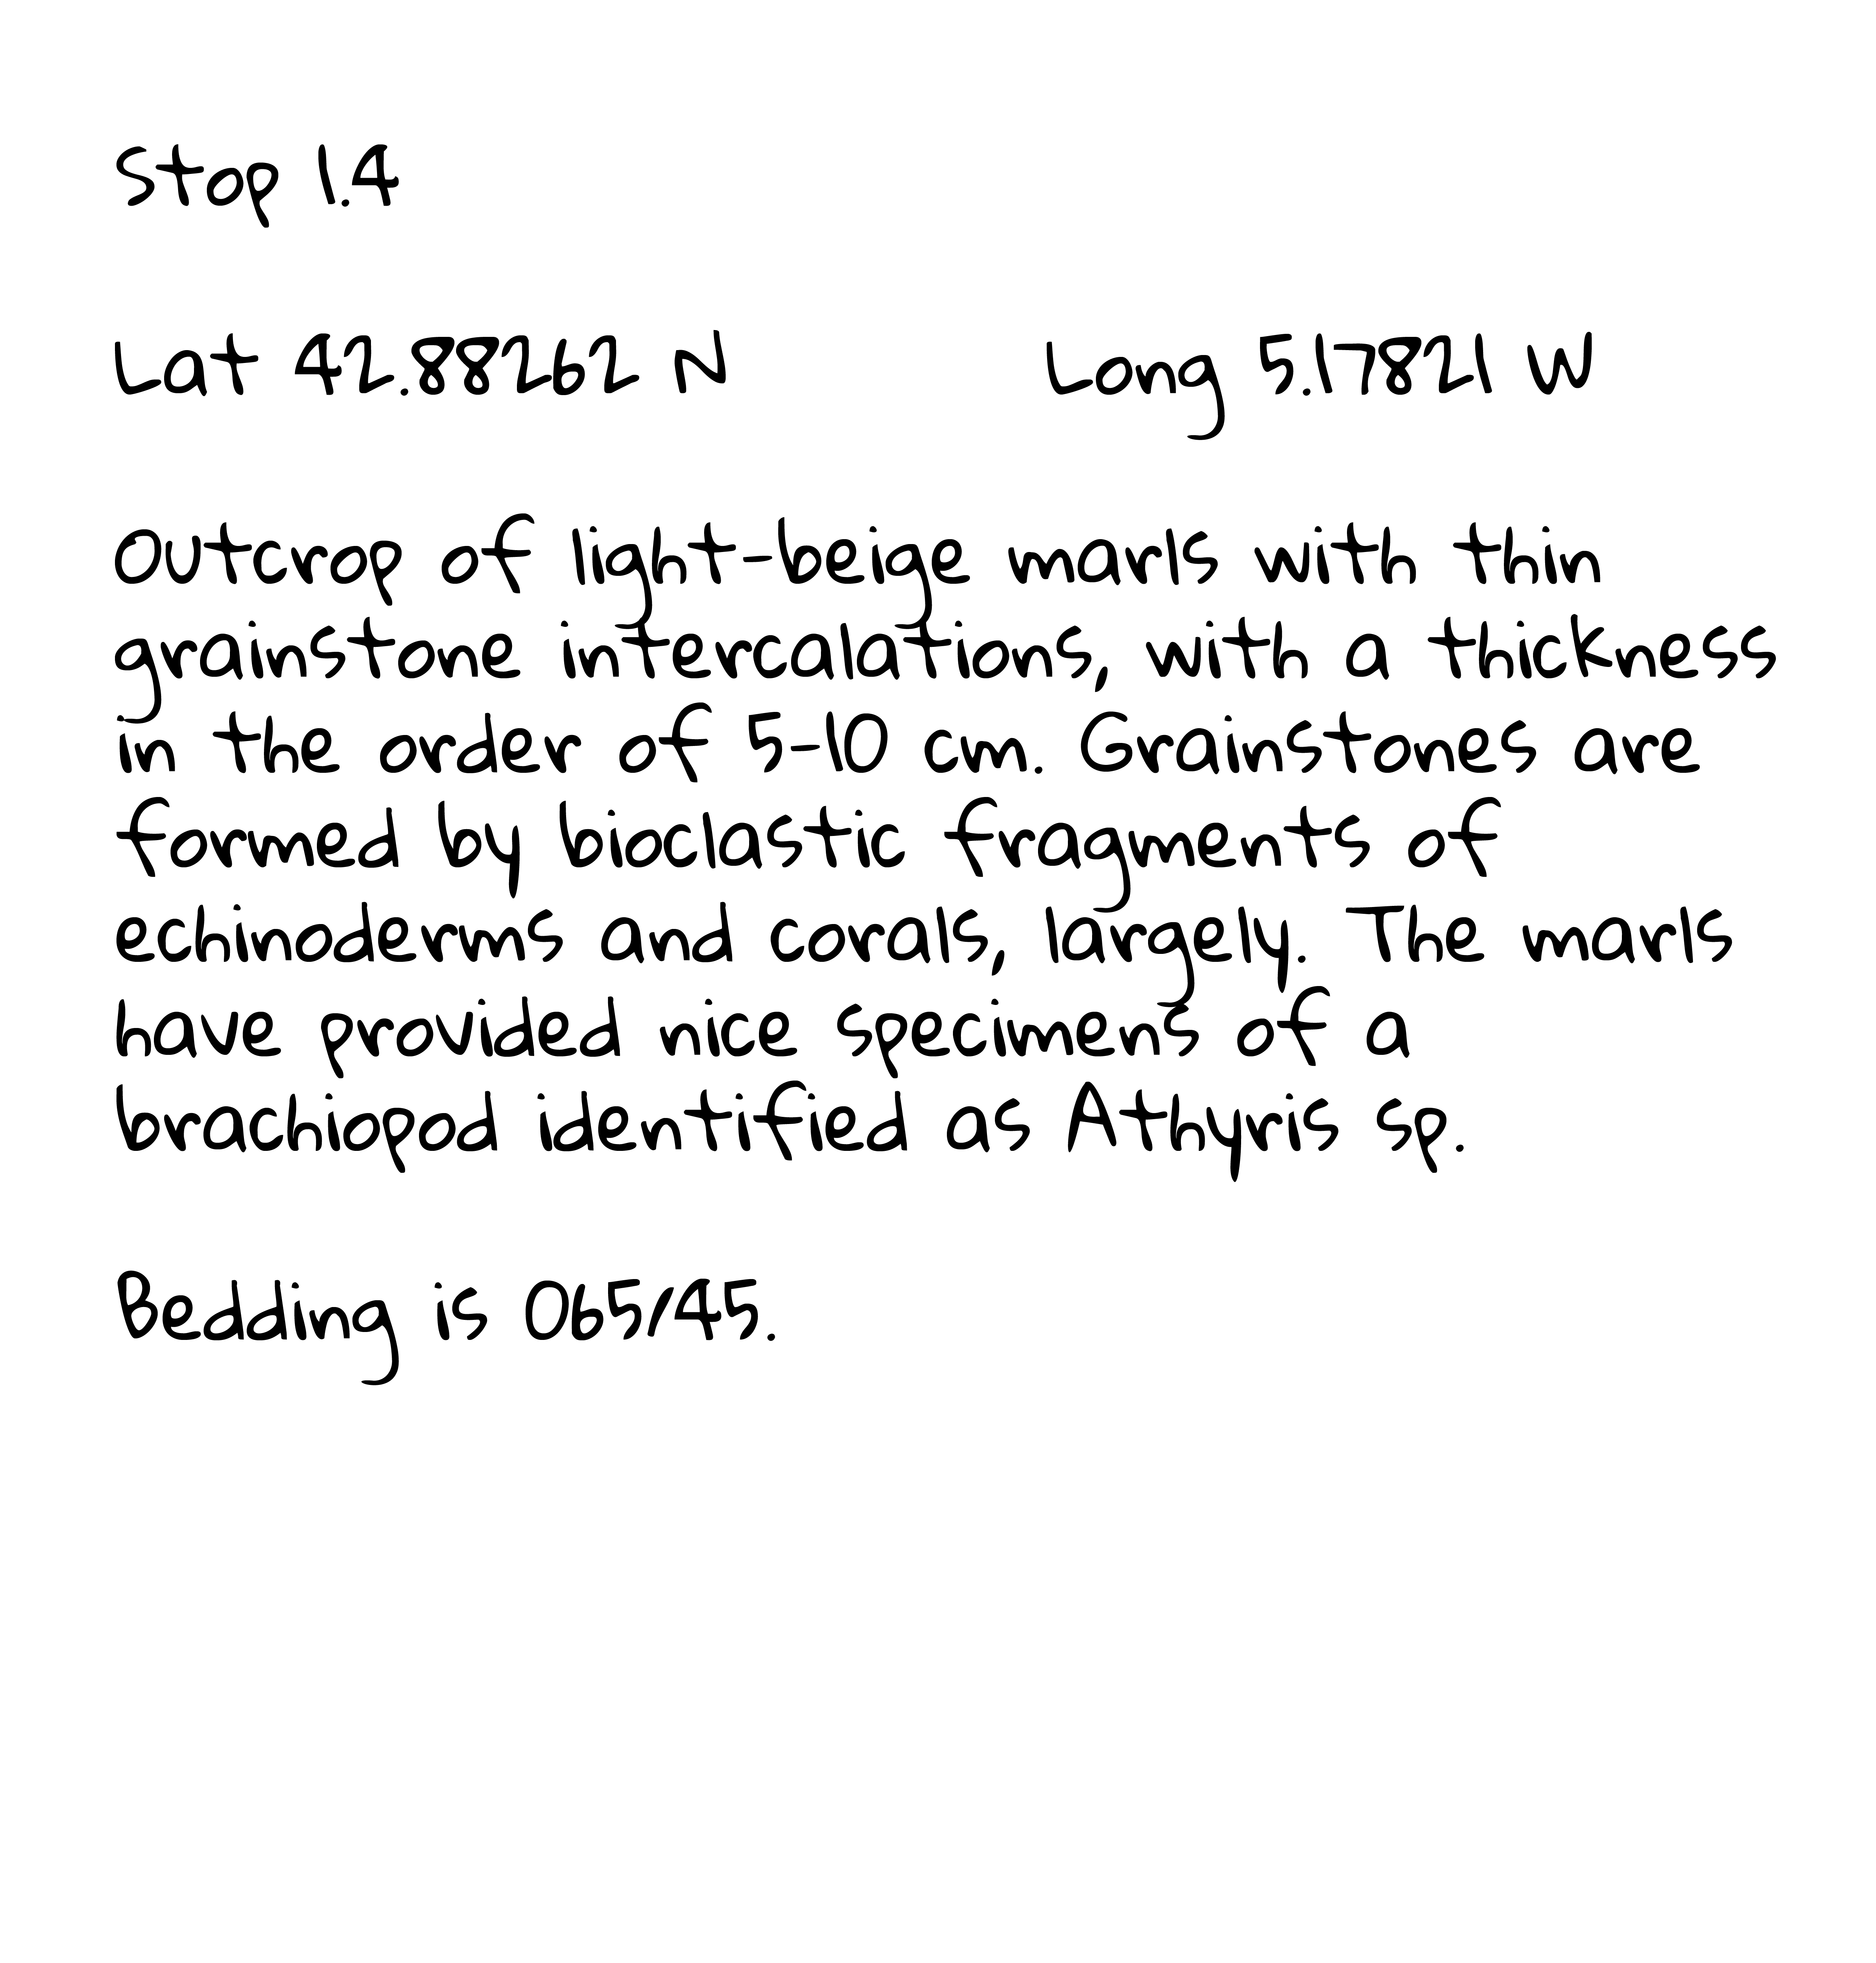 Stop 1.4
Lat 42.88262 N Long 5.17821 W
Outcrop of light-beige marls with thin
grainstone intercalations, with a thickness
in the order of 5-10 cm. Grainstones are
formed by bioclastic fragments of
echinoderms and corals, largely. The marls
have provided nice specimens of a
brachiopod identified as Athyris sp.
Bedding is 065/45.